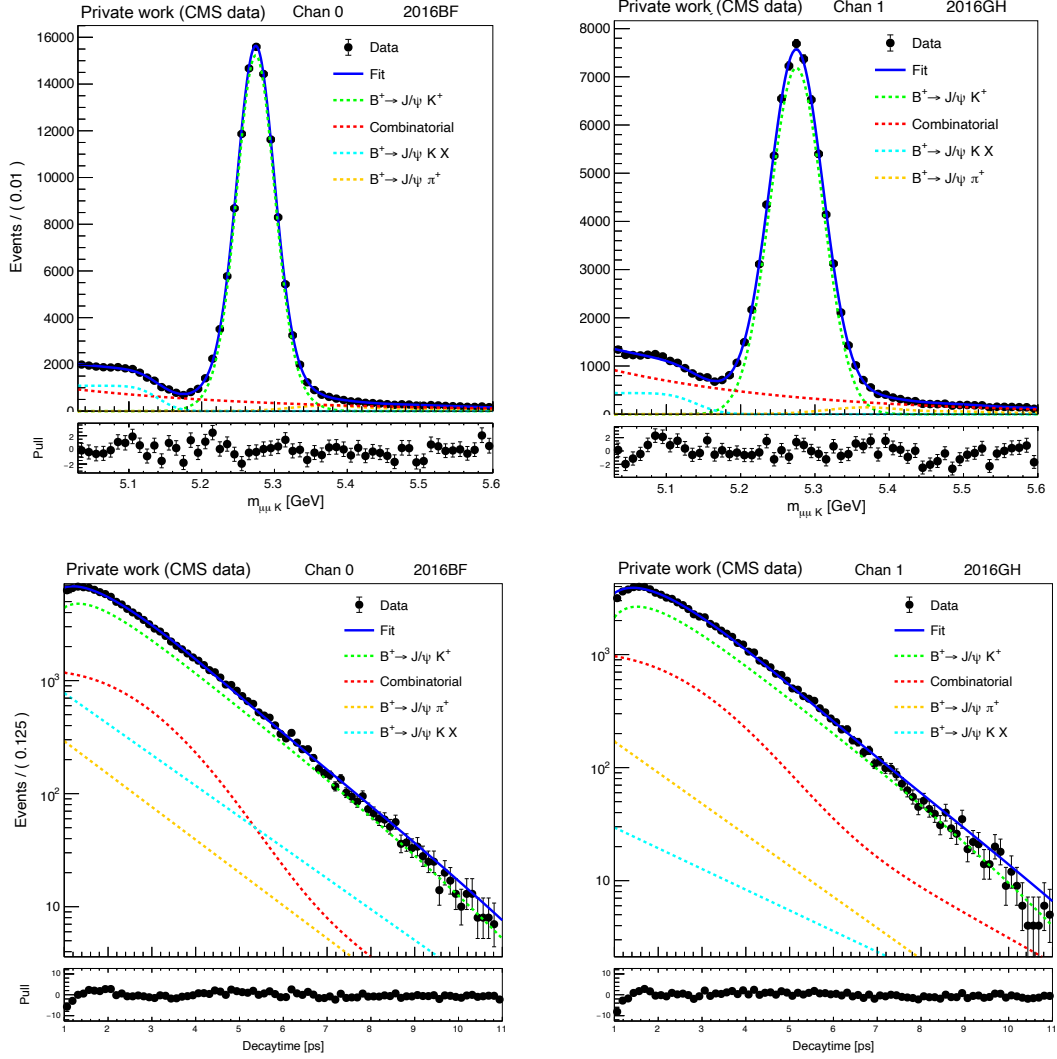 Private work (CMS data) Chan 0 2016BF
16000
14000
12000
10000
8000
6000
4000
2000
0
Events / ( 0.01)
Data
Fit
B⁺→ J/ψ K⁺
Combinatorial
B⁺→ J/ψ K X
B⁺→ J/ψ π⁺
Pull
2
0
−2
5.1 5.2 5.3 5.4 5.5 5.6
m_μμ K [GeV]
Private work (CMS data) Chan 1 2016GH
8000
7000
6000
5000
4000
3000
2000
1000
0
Data
Fit
B⁺→ J/ψ K⁺
Combinatorial
B⁺→ J/ψ K X
B⁺→ J/ψ π⁺
2
0
−2
5.1 5.2 5.3 5.4 5.5 5.6
m_μμ K [GeV]
Private work (CMS data) Chan 0 2016BF
10³
10²
10
Events / ( 0.125)
Data
Fit
B⁺→ J/ψ K⁺
Combinatorial
B⁺→ J/ψ π⁺
B⁺→ J/ψ K X
Pull
10
0
−10
1 2 3 4 5 6 7 8 9 10 11
Decaytime [ps]
Private work (CMS data) Chan 1 2016GH
10³
10²
10
Data
Fit
B⁺→ J/ψ K⁺
Combinatorial
B⁺→ J/ψ π⁺
B⁺→ J/ψ K X
10
0
−10
1 2 3 4 5 6 7 8 9 10 11
Decaytime [ps]